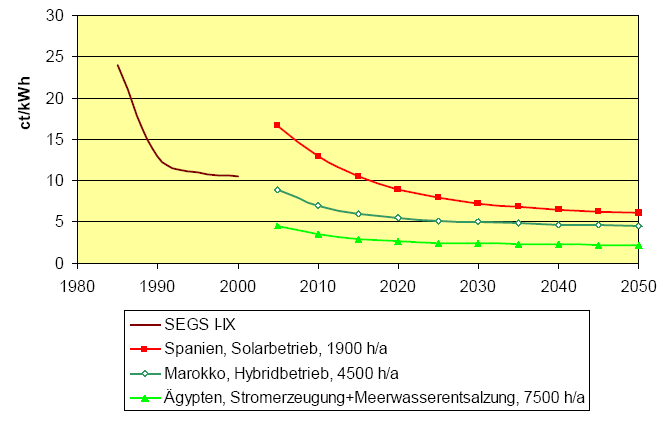 30
25
20
15
10
5
0
ct/kWh
1980 1990 2000 2010 2020 2030 2040 2050
SEGS I-IX
Spanien, Solarbetrieb, 1900 h/a
Marokko, Hybridbetrieb, 4500 h/a
Ägypten, Stromerzeugung+Meerwasserentsalzung, 7500 h/a